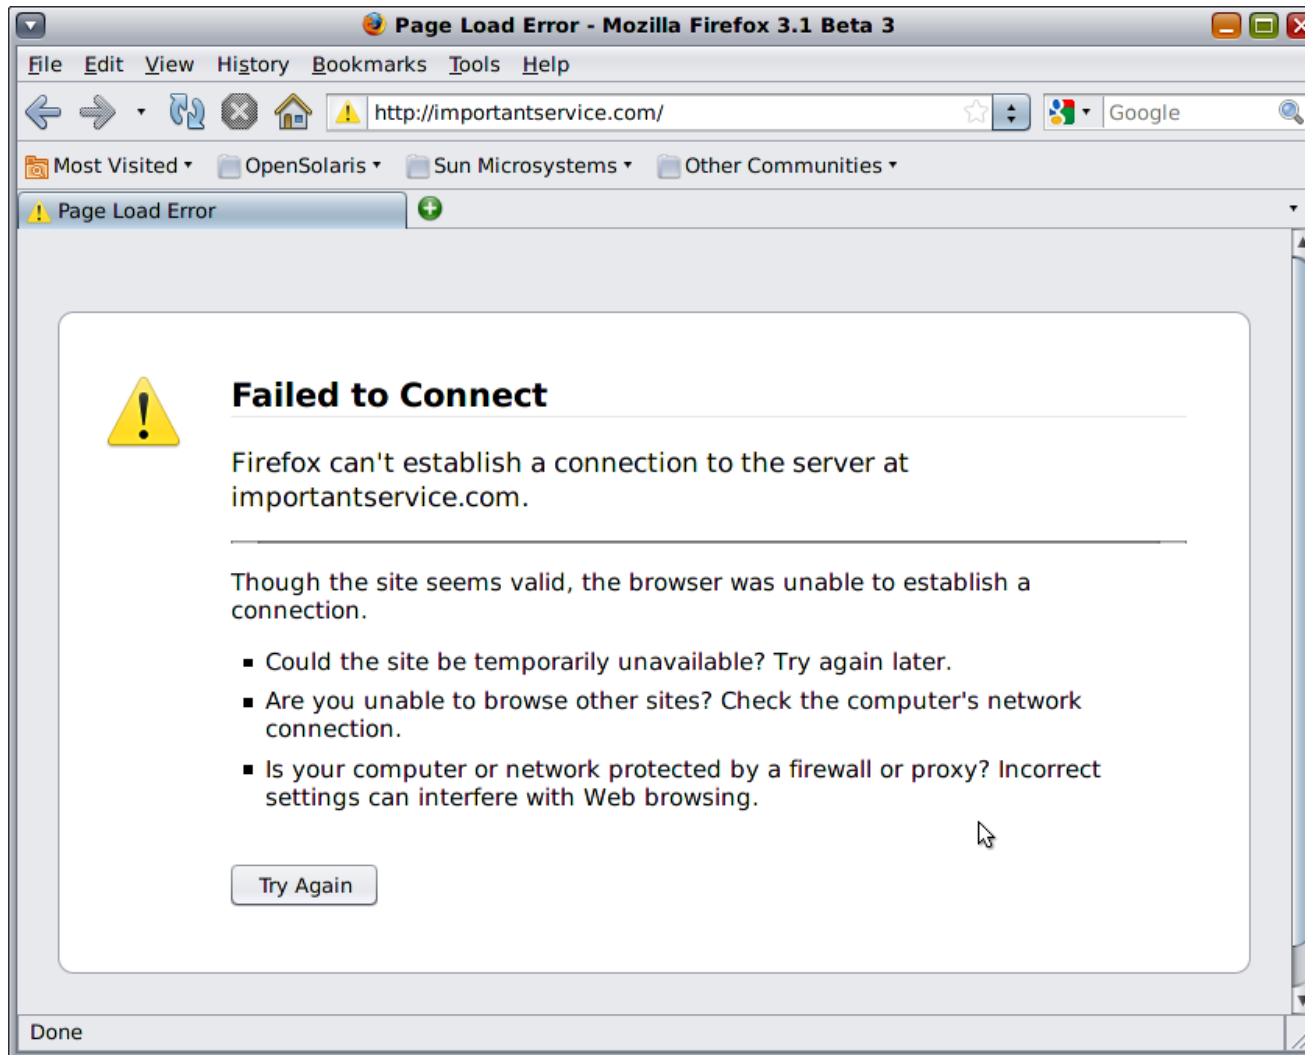 Page Load Error - Mozilla Firefox 3.1 Beta 3
File Edit View History Bookmarks Tools Help
http://importantservice.com/ Google
Most Visited OpenSolaris Sun Microsystems Other Communities
Page Load Error
Failed to Connect
Firefox can't establish a connection to the server at
importantservice.com.
Though the site seems valid, the browser was unable to establish a
connection.
Could the site be temporarily unavailable? Try again later.
Are you unable to browse other sites? Check the computer's network
connection.
Is your computer or network protected by a firewall or proxy? Incorrect
settings can interfere with Web browsing.
Try Again
Done